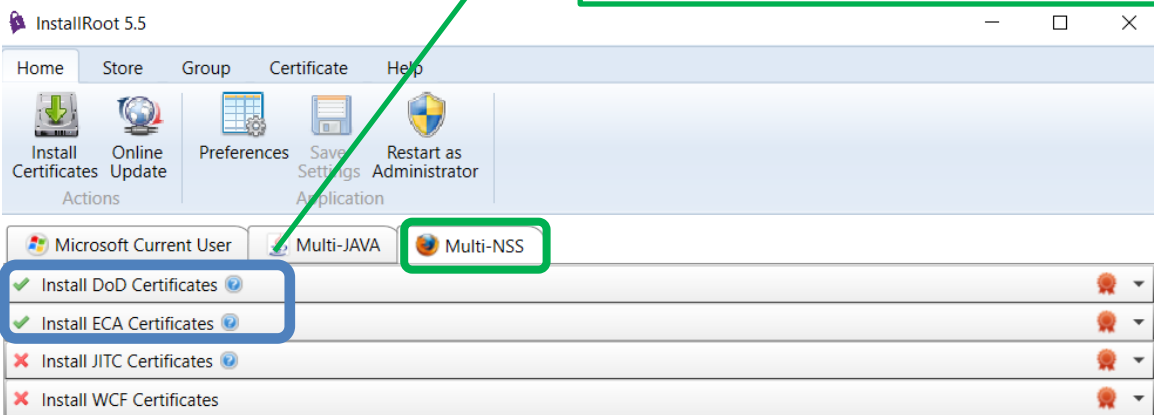 InstallRoot 5.5
Home Store Group Certificate Help
Install Certificates
Online Update
Preferences
Save Settings
Restart as Administrator
Actions
Application
Microsoft Current User Multi-JAVA Multi-NSS
Install DoD Certificates
Install ECA Certificates
Install JITC Certificates
Install WCF Certificates